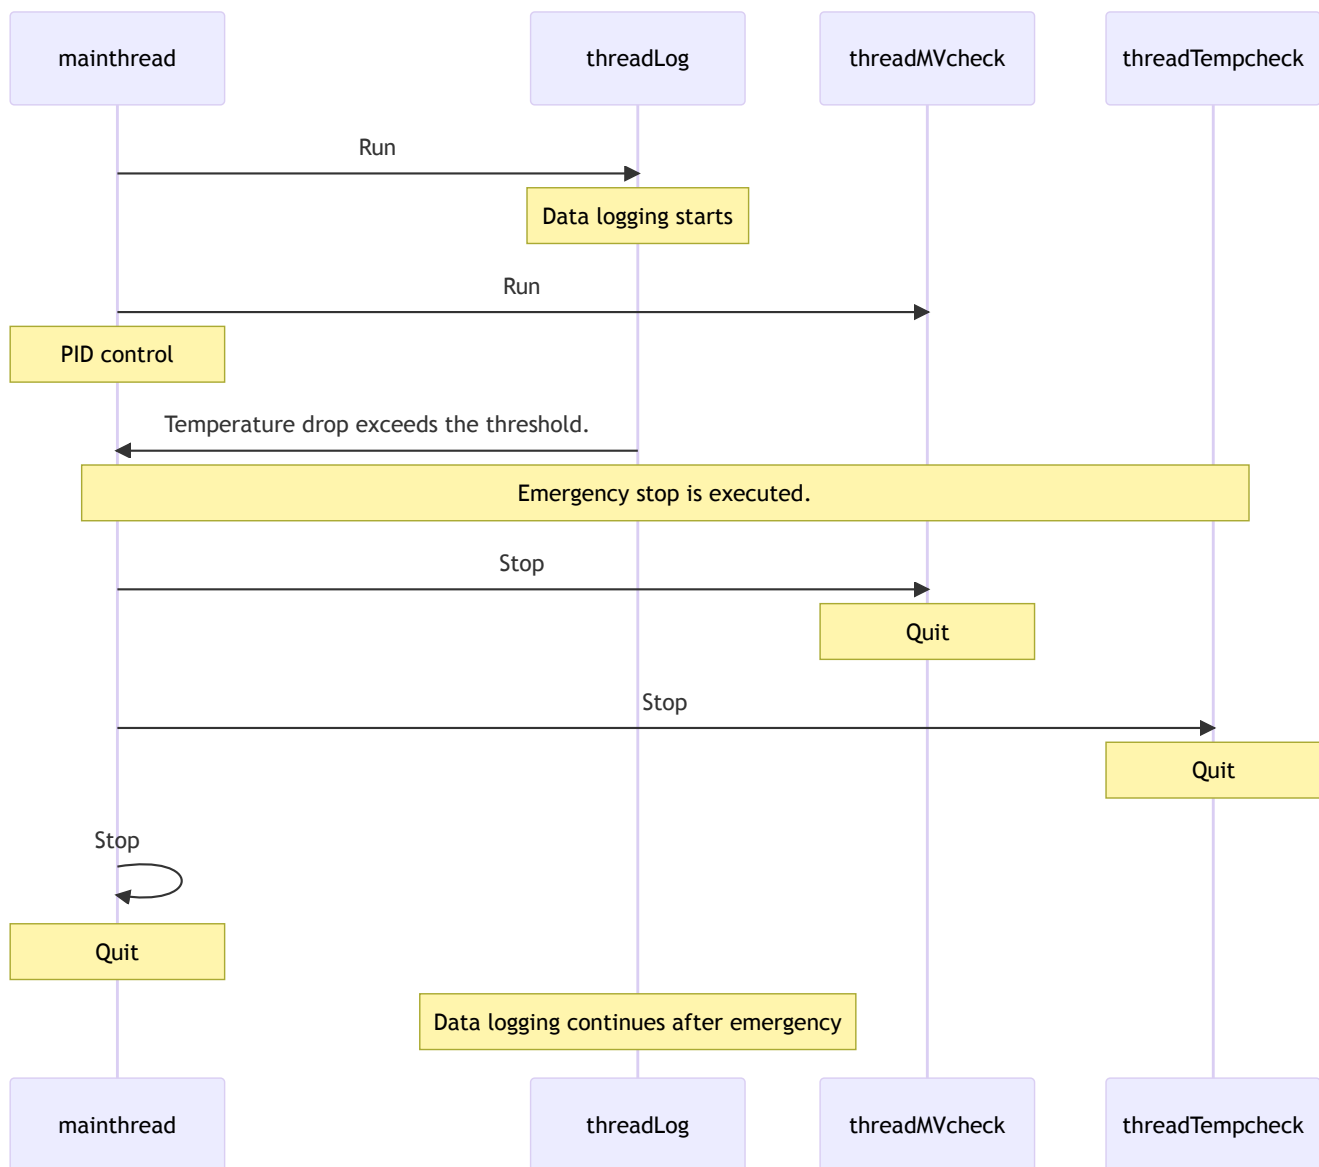 mainthread
threadLog
threadMVcheck
threadTempcheck
Run
Data logging starts
Run
PID control
Temperature drop exceeds the threshold.
Emergency stop is executed.
Stop
Quit
Stop
Quit
Stop
Quit
Data logging continues after emergency
mainthread
threadLog
threadMVcheck
threadTempcheck